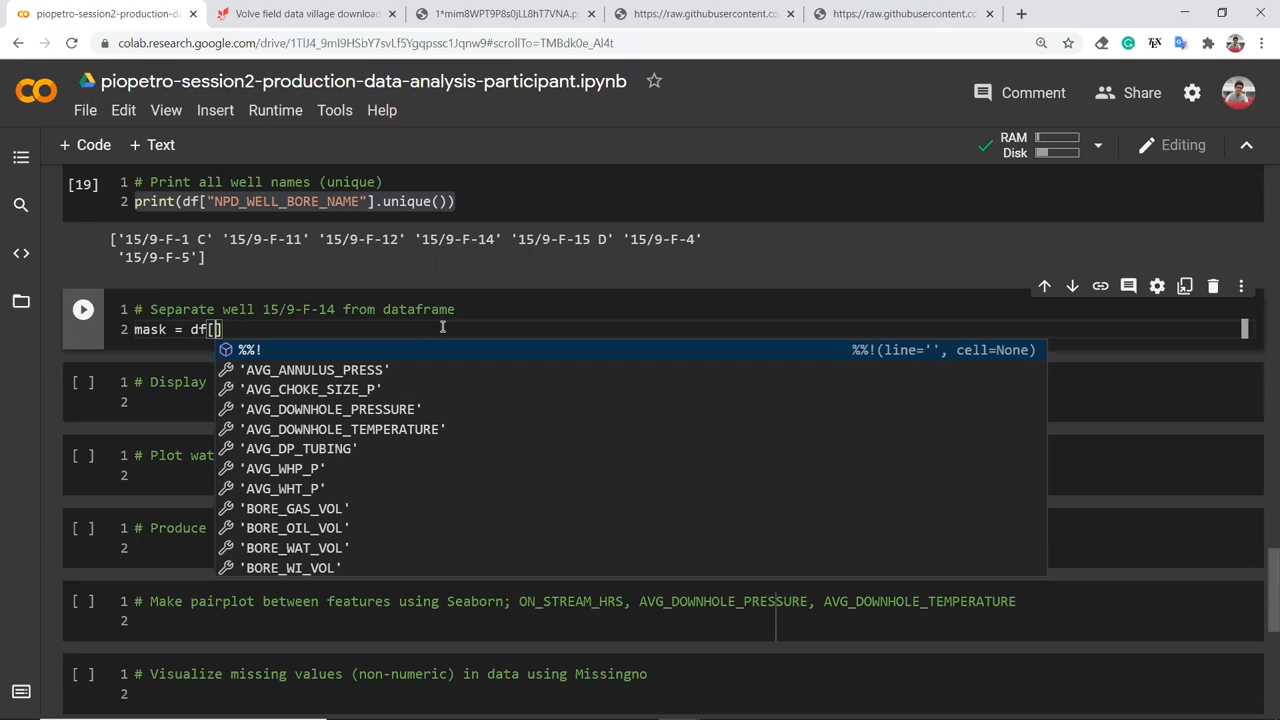 piopetro-session2-production-d
Volve field data village download
1*mim8WPT9P8s0jLL8hT7VNA.p
https://raw.githubusercontent.co
https://raw.githubusercontent.c
colab.research.google.com/drive/1TlJ4_9mI9HSbY7svLf5Ygqpssc1Jqnw9#scrollTo=TMBdk0e_Al4t
piopetro-session2-production-data-analysis-participant.ipynb
Comment
Share
File Edit View Insert Runtime Tools Help
+ Code + Text
RAM
Disk
Editing
[19] 1 # Print all well names (unique)
2 print(df["NPD_WELL_BORE_NAME"].unique())
['15/9-F-1 C' '15/9-F-11' '15/9-F-12' '15/9-F-14' '15/9-F-15 D' '15/9-F-4'
'15/9-F-5']
1 # Separate well 15/9-F-14 from dataframe
2 mask = df[]
%%! %%!(line='', cell=None)
'AVG_ANNULUS_PRESS'
[ ] 1 # Display
'AVG_CHOKE_SIZE_P'
2
'AVG_DOWNHOLE_PRESSURE'
'AVG_DOWNHOLE_TEMPERATURE'
'AVG_DP_TUBING'
[ ] 1 # Plot wat
'AVG_WHP_P'
2
'AVG_WHT_P'
'BORE_GAS_VOL'
[ ] 1 # Produce
'BORE_OIL_VOL'
2
'BORE_WAT_VOL'
'BORE_WI_VOL'
[ ] 1 # Make pairplot between features using Seaborn; ON_STREAM_HRS, AVG_DOWNHOLE_PRESSURE, AVG_DOWNHOLE_TEMPERATURE
2
[ ] 1 # Visualize missing values (non-numeric) in data using Missingno
2